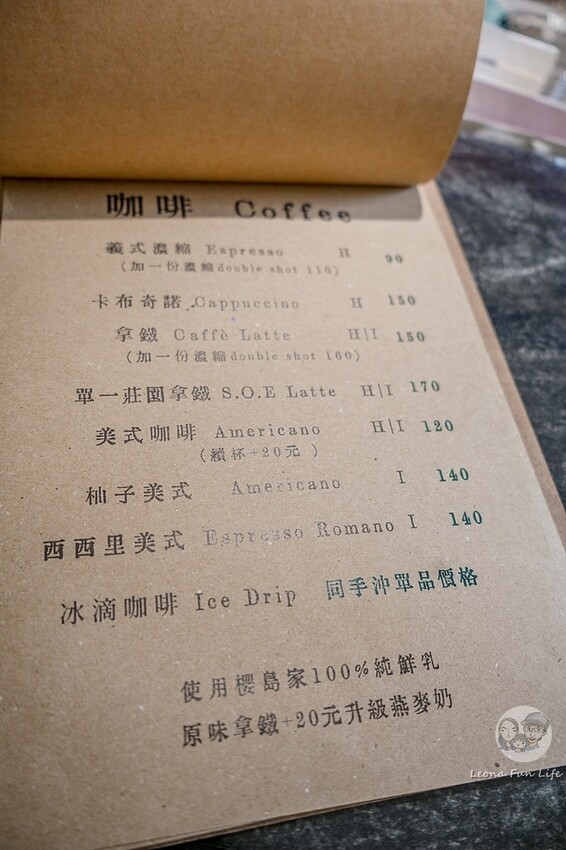 咖啡 Coffee
義式濃縮 Espresso H 90
(加一份濃縮double shot 110)
卡布奇諾 Cappuccino H 150
拿鐵 Caffè Latte H|I 150
(加一份濃縮double shot 160)
單一莊園拿鐵 S.O.E Latte H|I 170
美式咖啡 Americano H|I 120
(續杯+20元)
柚子美式 Americano I 140
西西里美式 Espresso Romano I 140
冰滴咖啡 Ice Drip 同手沖單品價格
使用櫻島家100%純鮮乳
原味拿鐵+20元升級燕麥奶
Leona Fun Life